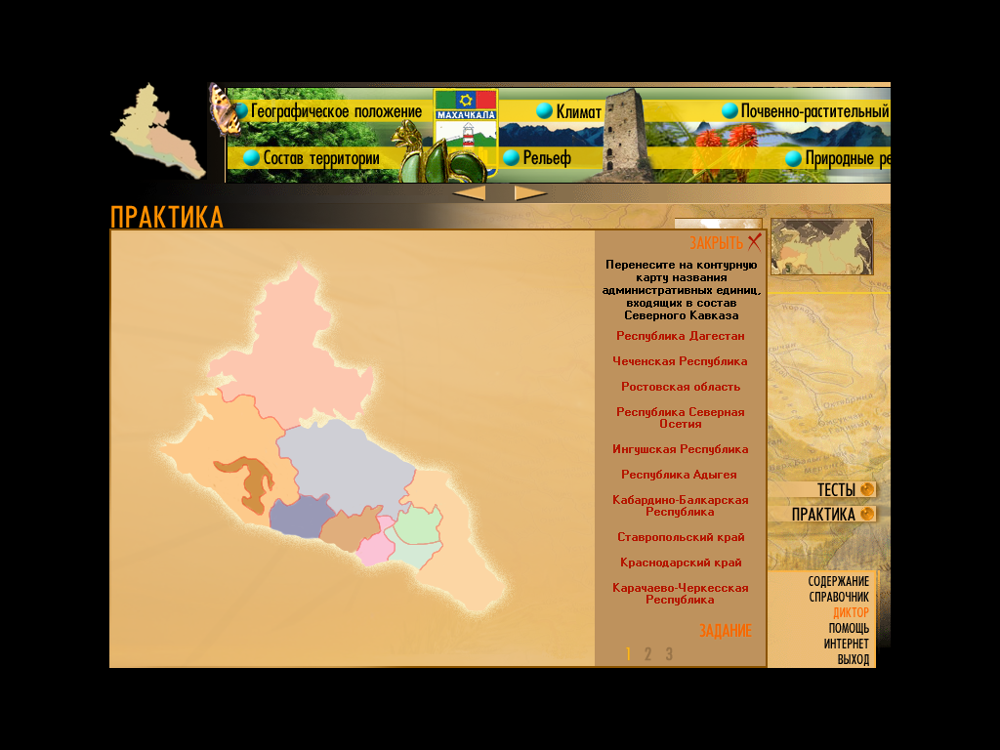 Географическое положение
МАХАЧКАЛА
Климат
Почвенно-растительный
Состав территории
Рельеф
Природные ре
ПРАКТИКА
ЗАКРЫТЬ
Перенесите на контурную
карту названия
административных единиц,
входящих в состав
Северного Кавказа
Республика Дагестан
Чеченская Республика
Ростовская область
Республика Северная
Осетия
Ингушская Республика
Республика Адыгея
Кабардино-Балкарская
Республика
Ставропольский край
Краснодарский край
Карачаево-Черкесская
Республика
ЗАДАНИЕ
1 2 3
ТЕСТЫ
ПРАКТИКА
СОДЕРЖАНИЕ
СПРАВОЧНИК
ДИКТОР
ПОМОЩЬ
ИНТЕРНЕТ
ВЫХОД